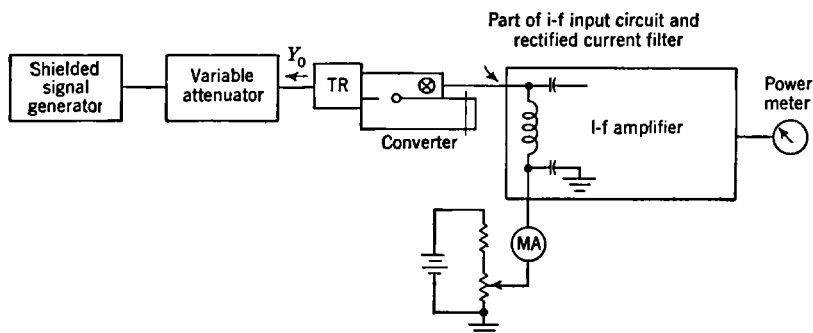 Part of i-f input circuit and
rectified current filter
Shielded
signal
generator
Variable
attenuator
Y₀
TR
Converter
I-f amplifier
Power
meter
MA